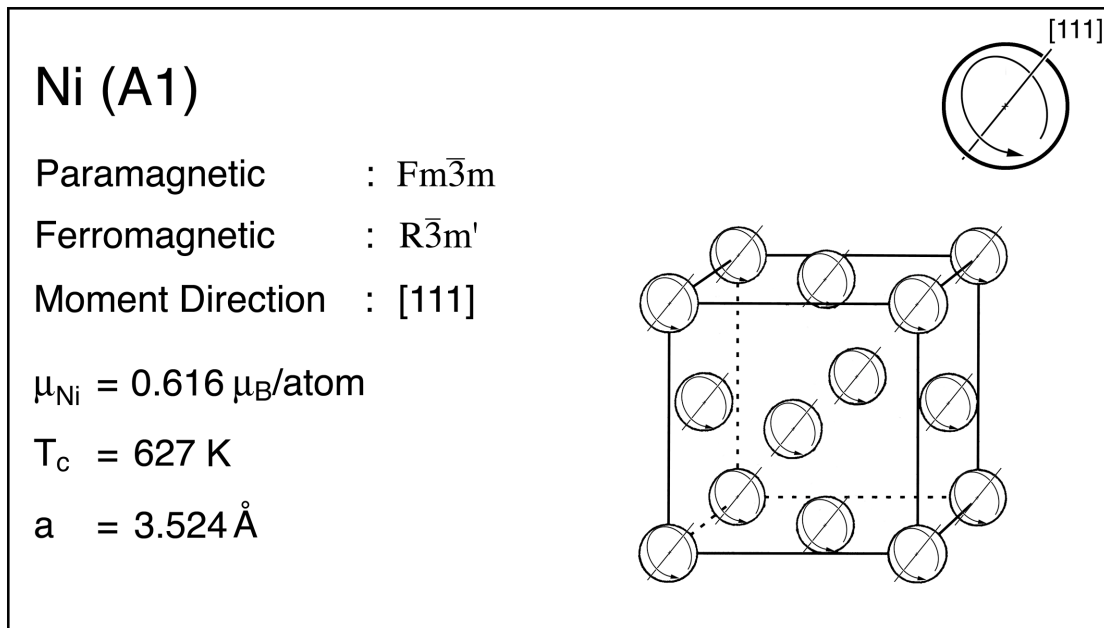 [111]
Ni (A1)
Paramagnetic : Fm3̅m
Ferromagnetic : R3̅m'
Moment Direction : [111]
μNi = 0.616 μB/atom
Tc = 627 K
a = 3.524 Å